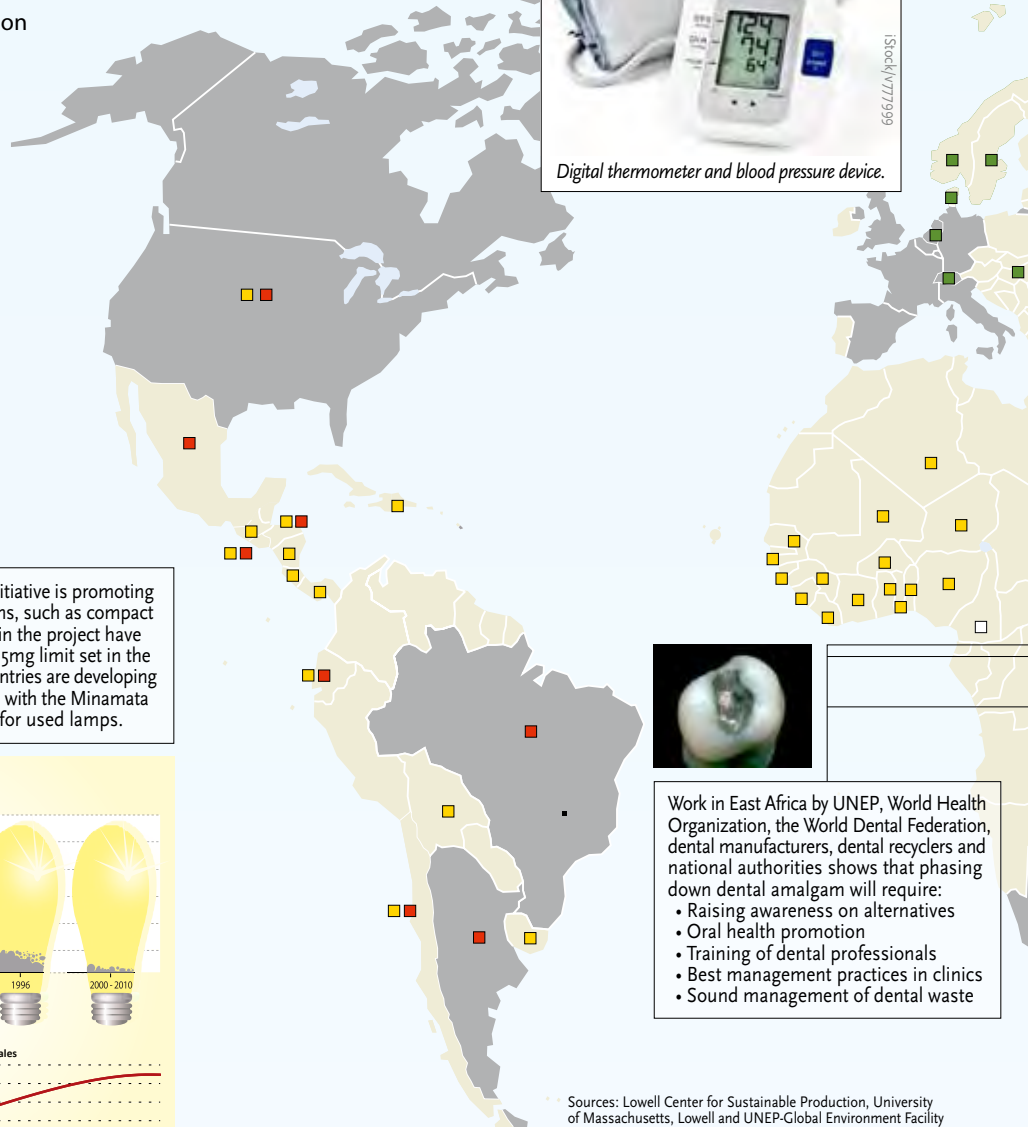 on
124
74
64
iStock/v777999
Digital thermometer and blood pressure device.
itiative is promoting
ns, such as compact
in the project have
5mg limit set in the
ntries are developing
with the Minamata
for used lamps.
1996
2000 - 2010
ales
Work in East Africa by UNEP, World Health
Organization, the World Dental Federation,
dental manufacturers, dental recyclers and
national authorities shows that phasing
down dental amalgam will require:
• Raising awareness on alternatives
• Oral health promotion
• Training of dental professionals
• Best management practices in clinics
• Sound management of dental waste
Sources: Lowell Center for Sustainable Production, University
of Massachusetts, Lowell and UNEP-Global Environment Facility